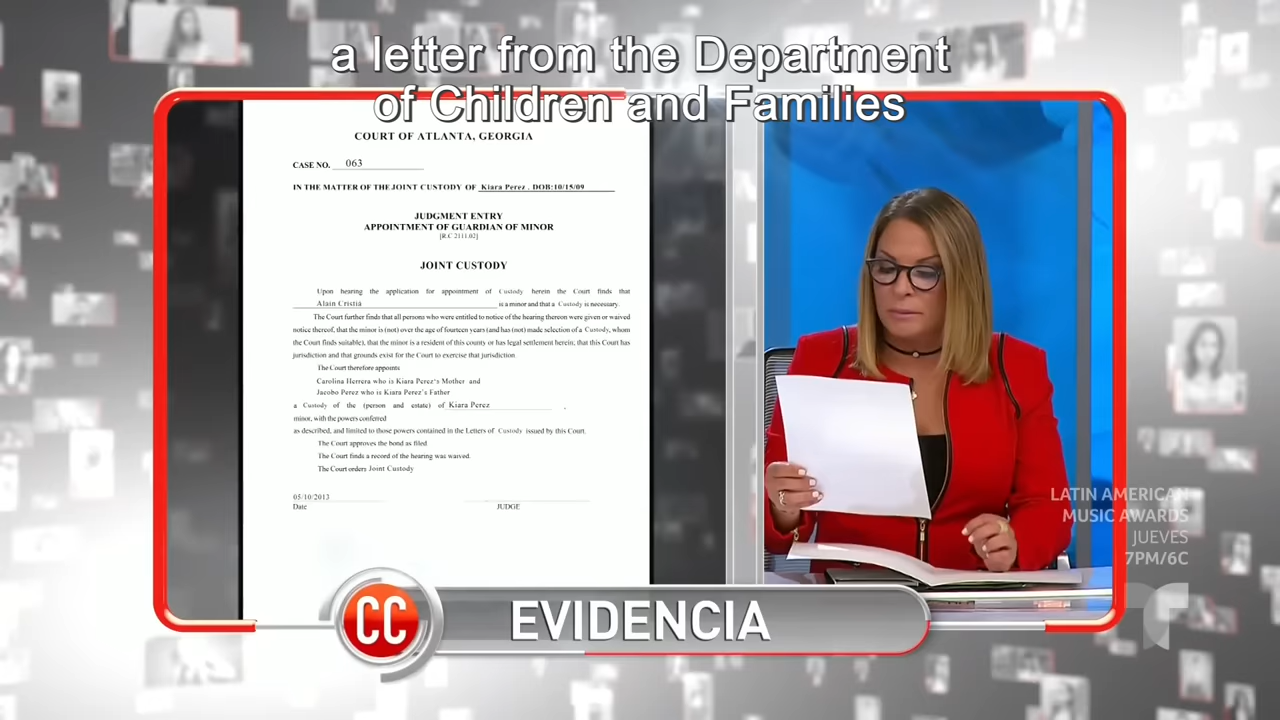 a letter from the Department
of Children and Families
COURT OF ATLANTA, GEORGIA
CASE NO. 063
IN THE MATTER OF THE JOINT CUSTODY OF Kiara Perez . DOB:10/15/09
JUDGMENT ENTRY
APPOINTMENT OF GUARDIAN OF MINOR
[R.C 2111.02]
JOINT CUSTODY
Upon hearing the application for appointment of Custody herein the Court finds that
Alain Cristia is a minor and that a Custody is necessary.
The Court further finds that all persons who were entitled to notice of the hearing thereon were given or waived
notice thereof, that the minor is (not) over the age of fourteen years (and has (not) made selection of a Custody, whom
the Court finds suitable), that the minor is a resident of this county or has legal settlement herein; that this Court has
jurisdiction and that grounds exist for the Court to exercise that jurisdiction
The Court therefore appoints
Carolina Herrera who is Kiara Perez's Mother and
Jacobo Perez who is Kiara Perez's Father
a Custody of the (person and estate) of Kiara Perez ,
minor, with the powers conferred
as described, and limited to those powers contained in the Letters of Custody issued by this Court.
The Court approves the bond as filed
The Court finds a record of the hearing was waived.
The Court orders Joint Custody
05/10/2013
Date JUDGE
LATIN AMERICAN
MUSIC AWARDS
JUEVES
7PM/6C
CC EVIDENCIA